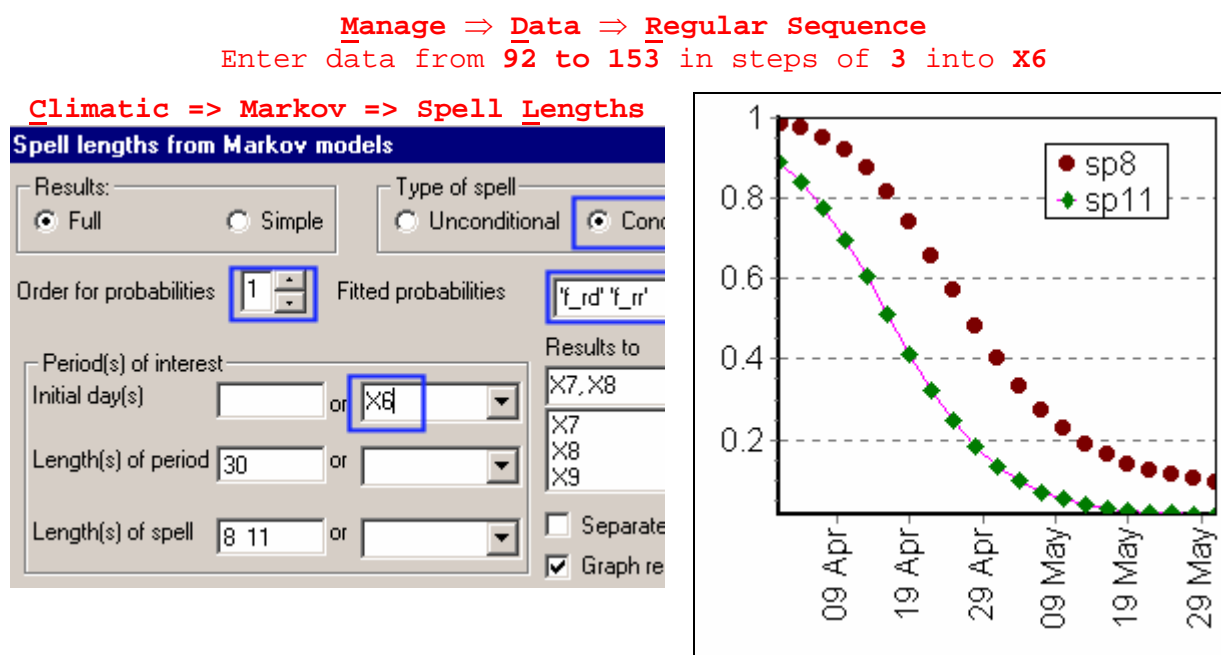 Manage ⇒ Data ⇒ Regular Sequence
Enter data from 92 to 153 in steps of 3 into X6
Climatic => Markov => Spell Lengths
Spell lengths from Markov models
Results:
Full
Simple
Type of spell
Unconditional
Conc
Order for probabilities
1
Fitted probabilities
'f_rd' 'f_rr'
Period(s) of interest
Initial day(s)
or
X6
Length(s) of period
30
or
Length(s) of spell
8 11
or
Results to
X7, X8
X7
X8
X9
Separate
Graph re
1
0.8
0.6
0.4
0.2
sp8
sp11
09 Apr
19 Apr
29 Apr
09 May
19 May
29 May